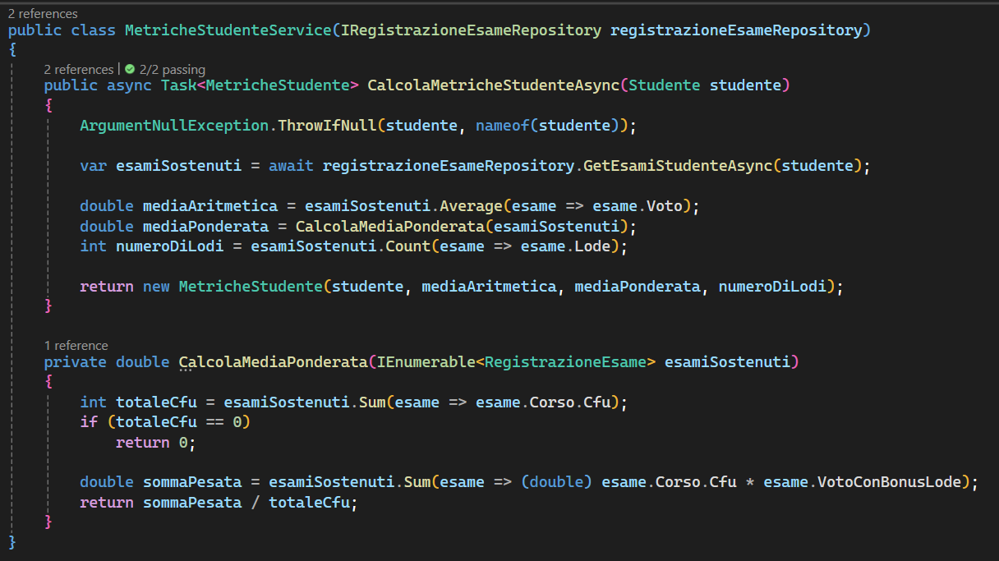 2 references
public class MetricheStudenteService(IRegistrazioneEsameRepository registrazioneEsameRepository)
{
2 references | 2/2 passing
public async Task<MetricheStudente> CalcolaMetricheStudenteAsync(Studente studente)
{
ArgumentNullException.ThrowIfNull(studente, nameof(studente));
var esamiSostenuti = await registrazioneEsameRepository.GetEsamiStudenteAsync(studente);
double mediaAritmetica = esamiSostenuti.Average(esame => esame.Voto);
double mediaPonderata = CalcolaMediaPonderata(esamiSostenuti);
int numeroDiLodi = esamiSostenuti.Count(esame => esame.Lode);
return new MetricheStudente(studente, mediaAritmetica, mediaPonderata, numeroDiLodi);
}
1 reference
private double CalcolaMediaPonderata(IEnumerable<RegistrazioneEsame> esamiSostenuti)
{
int totaleCfu = esamiSostenuti.Sum(esame => esame.Corso.Cfu);
if (totaleCfu == 0)
return 0;
double sommaPesata = esamiSostenuti.Sum(esame => (double) esame.Corso.Cfu * esame.VotoConBonusLode);
return sommaPesata / totaleCfu;
}
}